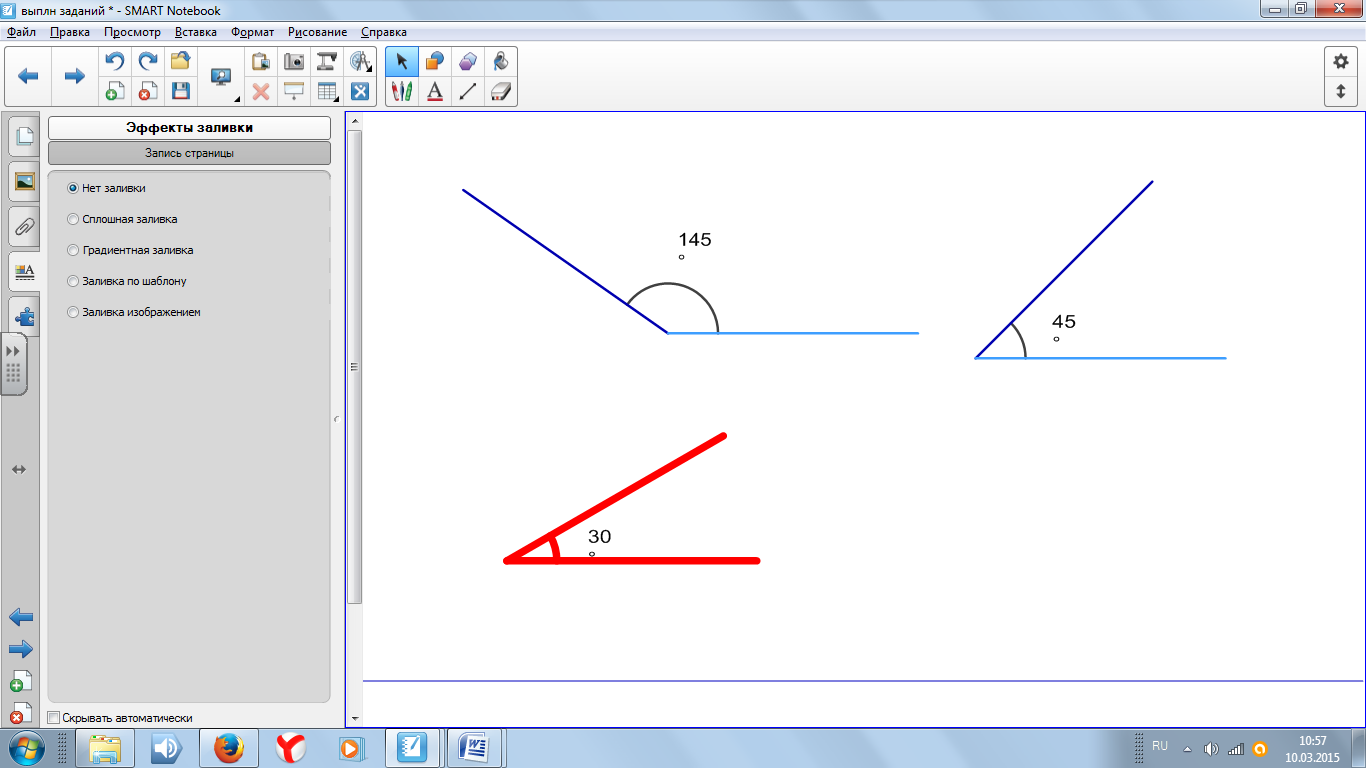 выплн заданий * - SMART Notebook
Файл Правка Просмотр Вставка Формат Рисование Справка
Эффекты заливки
Запись страницы
Нет заливки
Сплошная заливка
Градиентная заливка
Заливка по шаблону
Заливка изображением
Скрывать автоматически
145
°
45
°
30
°
RU
10:57
10.03.2015